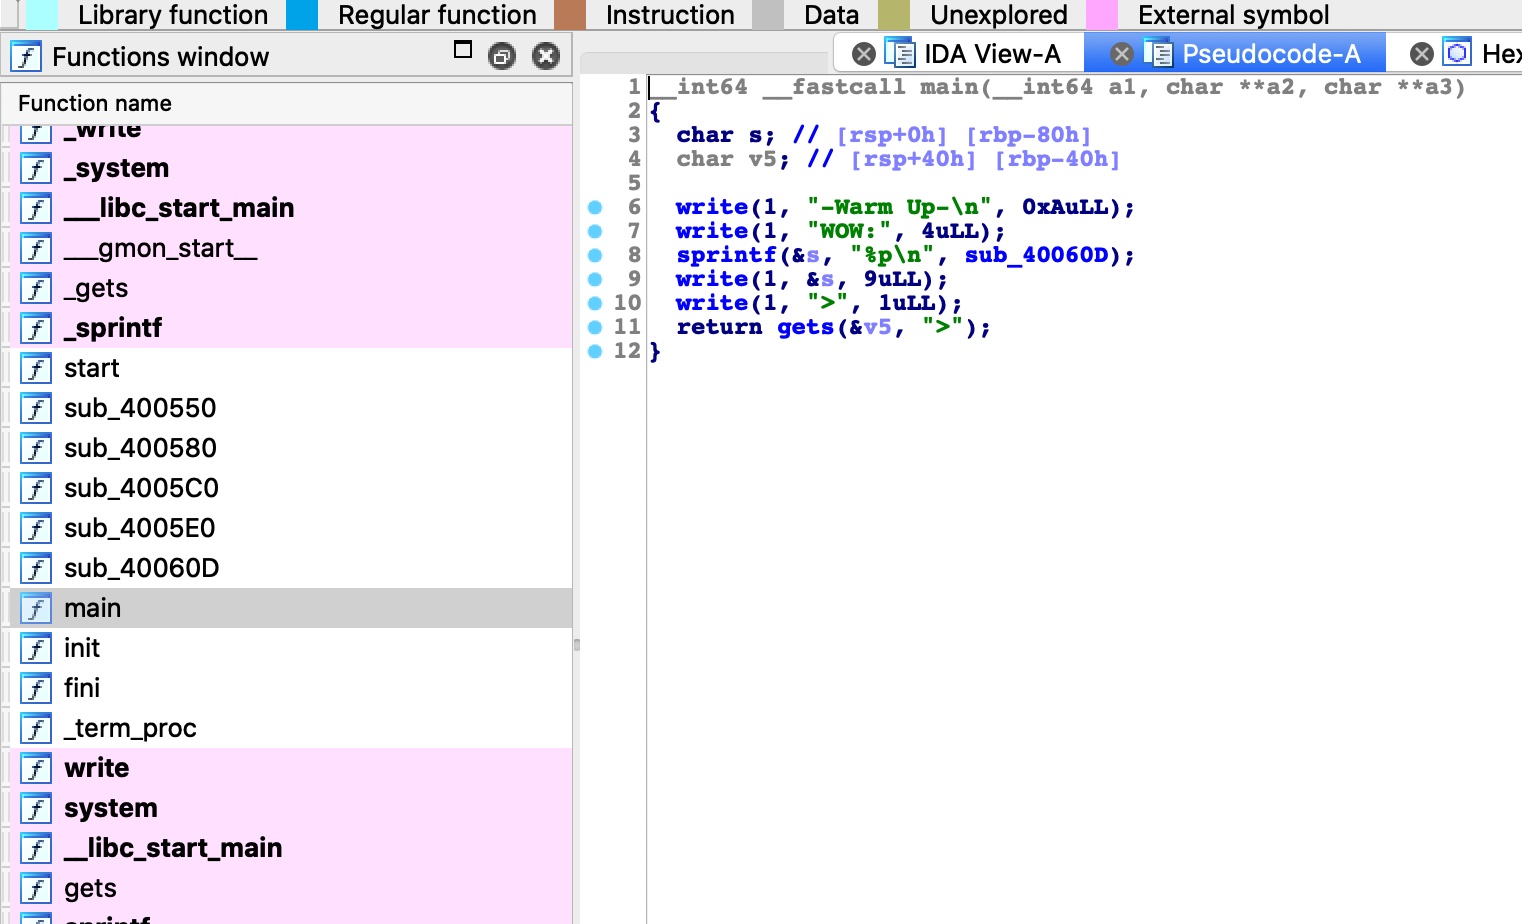 Library function Regular function Instruction Data Unexplored External symbol
Functions window
Function name
_write
_system
___libc_start_main
___gmon_start__
_gets
_sprintf
start
sub_400550
sub_400580
sub_4005C0
sub_4005E0
sub_40060D
main
init
fini
_term_proc
write
system
__libc_start_main
gets
sprintf
IDA View-A Pseudocode-A Hex
1 __int64 __fastcall main(__int64 a1, char **a2, char **a3)
2 {
3 char s; // [rsp+0h] [rbp-80h]
4 char v5; // [rsp+40h] [rbp-40h]
5
6 write(1, "-Warm Up-\n", 0xAuLL);
7 write(1, "WOW:", 4uLL);
8 sprintf(&s, "%p\n", sub_40060D);
9 write(1, &s, 9uLL);
10 write(1, ">", 1uLL);
11 return gets(&v5, ">");
12 }